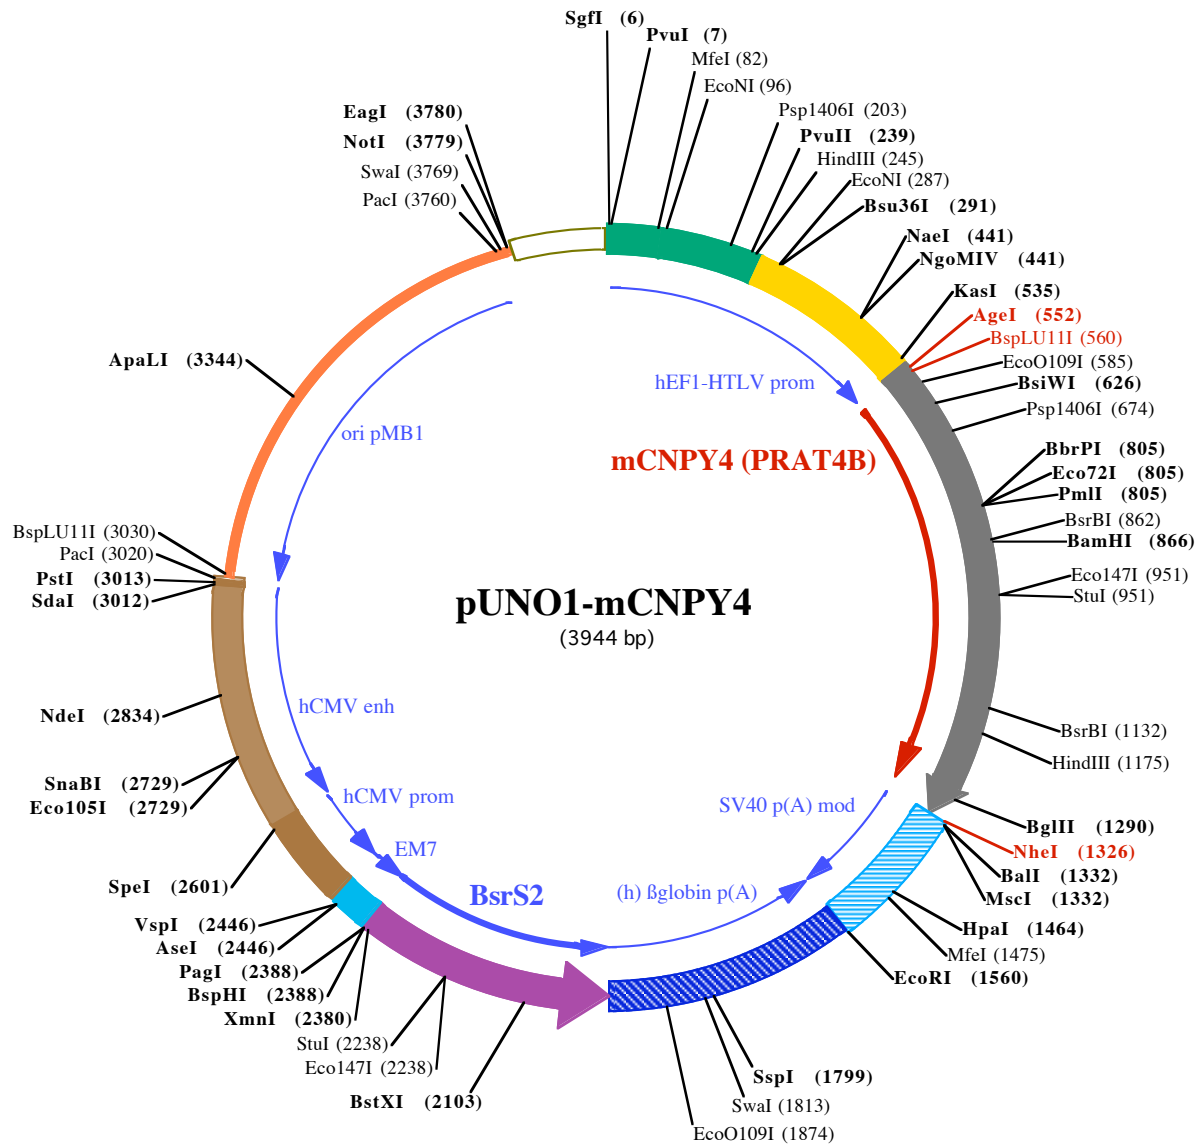 SgfI (6)
PvuI (7)
MfeI (82)
EcoNI (96)
Psp1406I (203)
PvuII (239)
HindIII (245)
EcoNI (287)
Bsu36I (291)
NaeI (441)
NgoMIV (441)
KasI (535)
AgeI (552)
BspLU11I (560)
EcoO109I (585)
BsiWI (626)
Psp1406I (674)
BbrPI (805)
Eco72I (805)
PmlI (805)
BsrBI (862)
BamHI (866)
Eco147I (951)
StuI (951)
BsrBI (1132)
HindIII (1175)
BglII (1290)
NheI (1326)
BalI (1332)
MscI (1332)
HpaI (1464)
MfeI (1475)
EcoRI (1560)
SspI (1799)
SwaI (1813)
EcoO109I (1874)
BstXI (2103)
Eco147I (2238)
StuI (2238)
XmnI (2380)
BspHI (2388)
PagI (2388)
AseI (2446)
VspI (2446)
SpeI (2601)
Eco105I (2729)
SnaBI (2729)
NdeI (2834)
SdaI (3012)
PstI (3013)
PacI (3020)
BspLU11I (3030)
ApaLI (3344)
PacI (3760)
SwaI (3769)
NotI (3779)
EagI (3780)
hEF1-HTLV prom
mCNPY4 (PRAT4B)
SV40 p(A) mod
(h) ßglobin p(A)
BsrS2
EM7
hCMV prom
hCMV enh
ori pMB1
pUNO1-mCNPY4
(3944 bp)